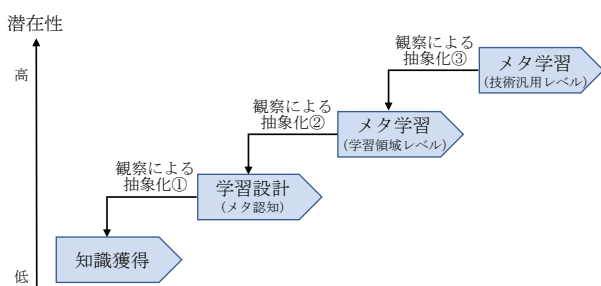 潜在性
高
観察による
抽象化③
メタ学習
(技術汎用レベル)
観察による
抽象化②
メタ学習
(学習領域レベル)
観察による
抽象化①
学習設計
(メタ認知)
知識獲得
低